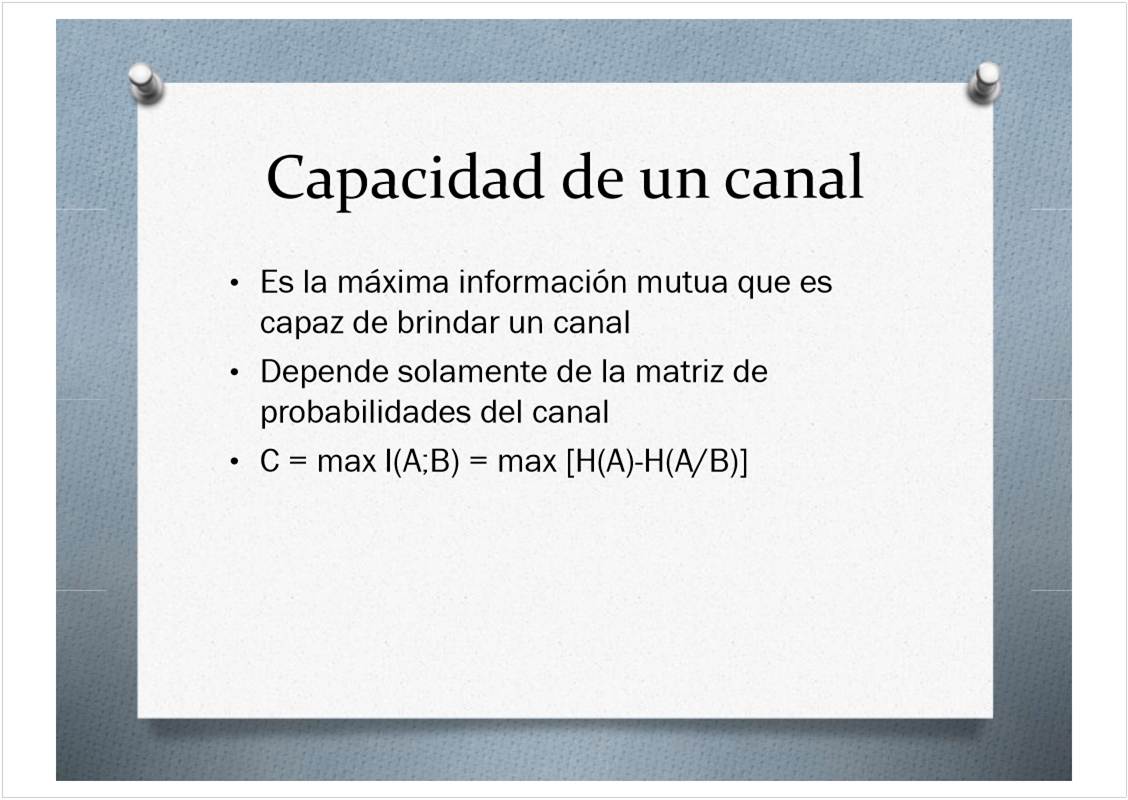 Capacidad de un canal
• Es la máxima información mutua que es
capaz de brindar un canal
• Depende solamente de la matriz de
probabilidades del canal
• C = max I(A;B) = max [H(A)-H(A/B)]